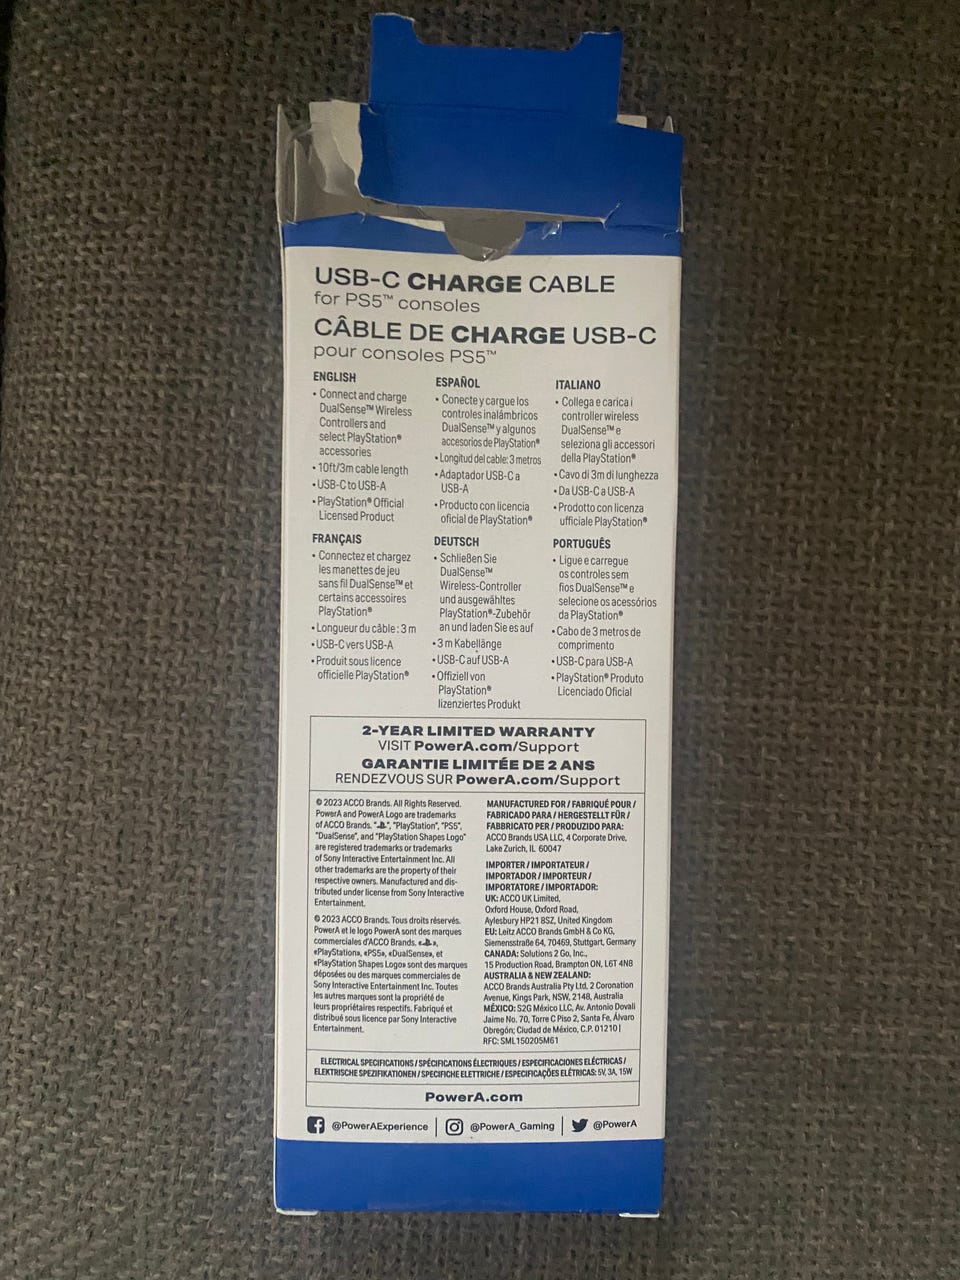 USB-C CHARGE CABLE
for PS5™ consoles
CÂBLE DE CHARGE USB-C
pour consoles PS5™
ENGLISH
• Connect and charge
DualSense™ Wireless
Controllers and
select PlayStation®
accessories
• 10ft/3m cable length
• USB-C to USB-A
• PlayStation® Official
Licensed Product
ESPAÑOL
• Conecte y cargue los
controles inalámbricos
DualSense™ y algunos
accesorios de PlayStation®
• Longitud del cable: 3 metros
• Adaptador USB-C a
USB-A
• Producto con licencia
oficial de PlayStation®
ITALIANO
• Collega e carica i
controller wireless
DualSense™ e
seleziona gli accessori
della PlayStation®
• Cavo di 3m di lunghezza
• Da USB-C a USB-A
• Prodotto con licenza
ufficiale PlayStation®
FRANÇAIS
• Connectez et chargez
les manettes de jeu
sans fil DualSense™ et
certains accessoires
PlayStation®
• Longueur du câble : 3 m
• USB-C vers USB-A
• Produit sous licence
officielle PlayStation®
DEUTSCH
• Schließen Sie
DualSense™
Wireless-Controller
und ausgewähltes
PlayStation®-Zubehör
an und laden Sie es auf
• 3 m Kabellänge
• USB-C auf USB-A
• Offiziell von
PlayStation®
lizenziertes Produkt
PORTUGUÊS
• Ligue e carregue
os controles sem
fios DualSense™ e
selecione os acessórios
da PlayStation®
• Cabo de 3 metros de
comprimento
• USB-C para USB-A
• PlayStation® Produto
Licenciado Oficial
2-YEAR LIMITED WARRANTY
VISIT PowerA.com/Support
GARANTIE LIMITÉE DE 2 ANS
RENDEZVOUS SUR PowerA.com/Support
© 2023 ACCO Brands. All Rights Reserved.
PowerA and PowerA Logo are trademarks
of ACCO Brands. " ", "PlayStation", "PS5",
"DualSense", and "PlayStation Shapes Logo"
are registered trademarks or trademarks
of Sony Interactive Entertainment Inc. All
other trademarks are the property of their
respective owners. Manufactured and dis-
tributed under license from Sony Interactive
Entertainment.
© 2023 ACCO Brands. Tous droits réservés.
PowerA et le logo PowerA sont des marques
commerciales d'ACCO Brands. « »,
«PlayStation», «PS5», «DualSense», et
«PlayStation Shapes Logo» sont des marques
déposées ou des marques commerciales de
Sony Interactive Entertainment Inc. Toutes
les autres marques sont la propriété de
leurs propriétaires respectifs. Fabriqué et
distribué sous licence par Sony Interactive
Entertainment.
MANUFACTURED FOR / FABRIQUÉ POUR /
FABRICADO PARA / HERGESTELLT FÜR /
FABBRICATO PER / PRODUZIDO PARA:
ACCO Brands USA LLC, 4 Corporate Drive,
Lake Zurich, IL 60047
IMPORTER / IMPORTATEUR /
IMPORTADOR / IMPORTEUR /
IMPORTATORE / IMPORTADOR:
UK: ACCO UK Limited,
Oxford House, Oxford Road,
Aylesbury HP21 8SZ, United Kingdom
EU: Leitz ACCO Brands GmbH & Co KG,
Siemensstraße 64, 70469, Stuttgart, Germany
CANADA: Solutions 2 Go, Inc.,
15 Production Road, Brampton ON, L6T 4N8
AUSTRALIA & NEW ZEALAND:
ACCO Brands Australia Pty Ltd, 2 Coronation
Avenue, Kings Park, NSW, 2148, Australia
MÉXICO: S2G México LLC, Av. Antonio Dovali
Jaime No. 70, Torre C Piso 2, Santa Fe, Álvaro
Obregón; Ciudad de México, C.P. 01210 |
RFC: SML150205M61
ELECTRICAL SPECIFICATIONS / SPÉCIFICATIONS ÉLECTRIQUES / ESPECIFICACIONES ELÉCTRICAS /
ELEKTRISCHE SPEZIFIKATIONEN / SPECIFICHE ELETTRICHE / ESPECIFICAÇÕES ELÉTRICAS: 5V, 3A, 15W
PowerA.com
@PowerAExperience | @PowerA_Gaming | @PowerA